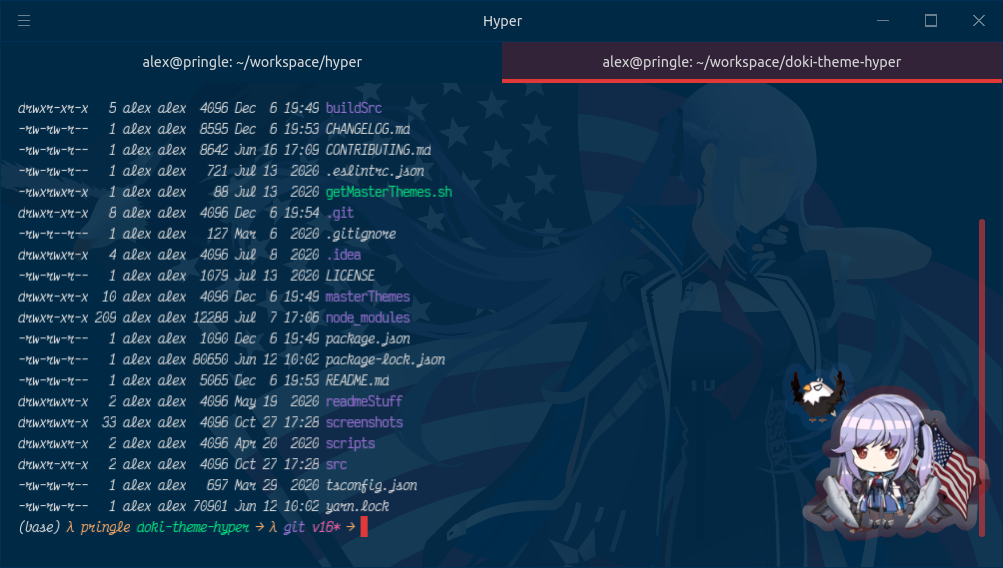 Hyper
alex@pringle: ~/workspace/hyper
alex@pringle: ~/workspace/doki-theme-hyper
drwxr-xr-x 5 alex alex 4096 Dec 6 19:49 buildSrc
-rw-rw-r-- 1 alex alex 8595 Dec 6 19:53 CHANGELOG.md
-rw-rw-r-- 1 alex alex 8642 Jun 16 17:09 CONTRIBUTING.md
-rw-rw-r-- 1 alex alex 721 Jul 13 2020 .eslintrc.json
-rwxrwxr-x 1 alex alex 88 Jul 13 2020 getMasterThemes.sh
drwxrwxr-x 8 alex alex 4096 Dec 6 19:54 .git
-rw-r--r-- 1 alex alex 127 Mar 6 2020 .gitignore
drwxrwxr-x 4 alex alex 4096 Jul 8 2020 .idea
-rw-rw-r-- 1 alex alex 1079 Jul 13 2020 LICENSE
drwxr-xr-x 10 alex alex 4096 Dec 6 19:49 masterThemes
drwxr-xr-x 209 alex alex 12288 Jul 7 17:06 node_modules
-rw-rw-r-- 1 alex alex 1090 Dec 6 19:49 package.json
-rw-rw-r-- 1 alex alex 80650 Jun 12 10:02 package-lock.json
-rw-rw-r-- 1 alex alex 5065 Dec 6 19:53 README.md
drwxrwxr-x 2 alex alex 4096 May 19 2020 readmeStuff
drwxrwxr-x 33 alex alex 4096 Oct 27 17:28 screenshots
drwxrwxr-x 2 alex alex 4096 Apr 20 2020 scripts
drwxr-xr-x 2 alex alex 4096 Oct 27 17:28 src
-rw-rw-r-- 1 alex alex 697 Mar 29 2020 tsconfig.json
-rw-rw-r-- 1 alex alex 70901 Jun 12 10:02 yarn.lock
(base) λ pringle doki-theme-hyper → λ git v16* →